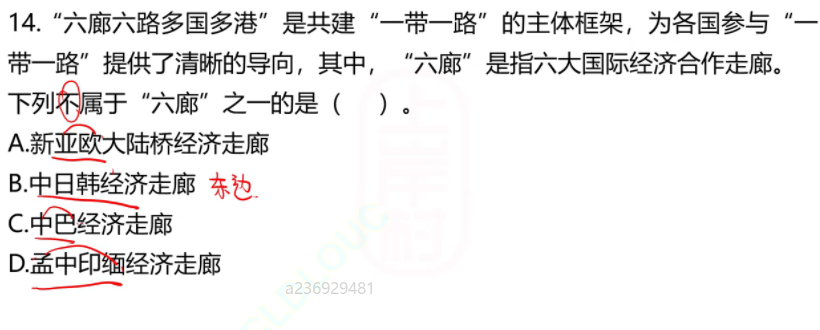 14.“六廊六路多国多港”是共建“一带一路”的主体框架，为各国参与“一
带一路”提供了清晰的导向，其中，“六廊”是指六大国际经济合作走廊。
下列不属于“六廊”之一的是（　　）。
A.新亚欧大陆桥经济走廊
B.中日韩经济走廊 东边
C.中巴经济走廊
D.孟中印缅经济走廊
上岸村
a236929481